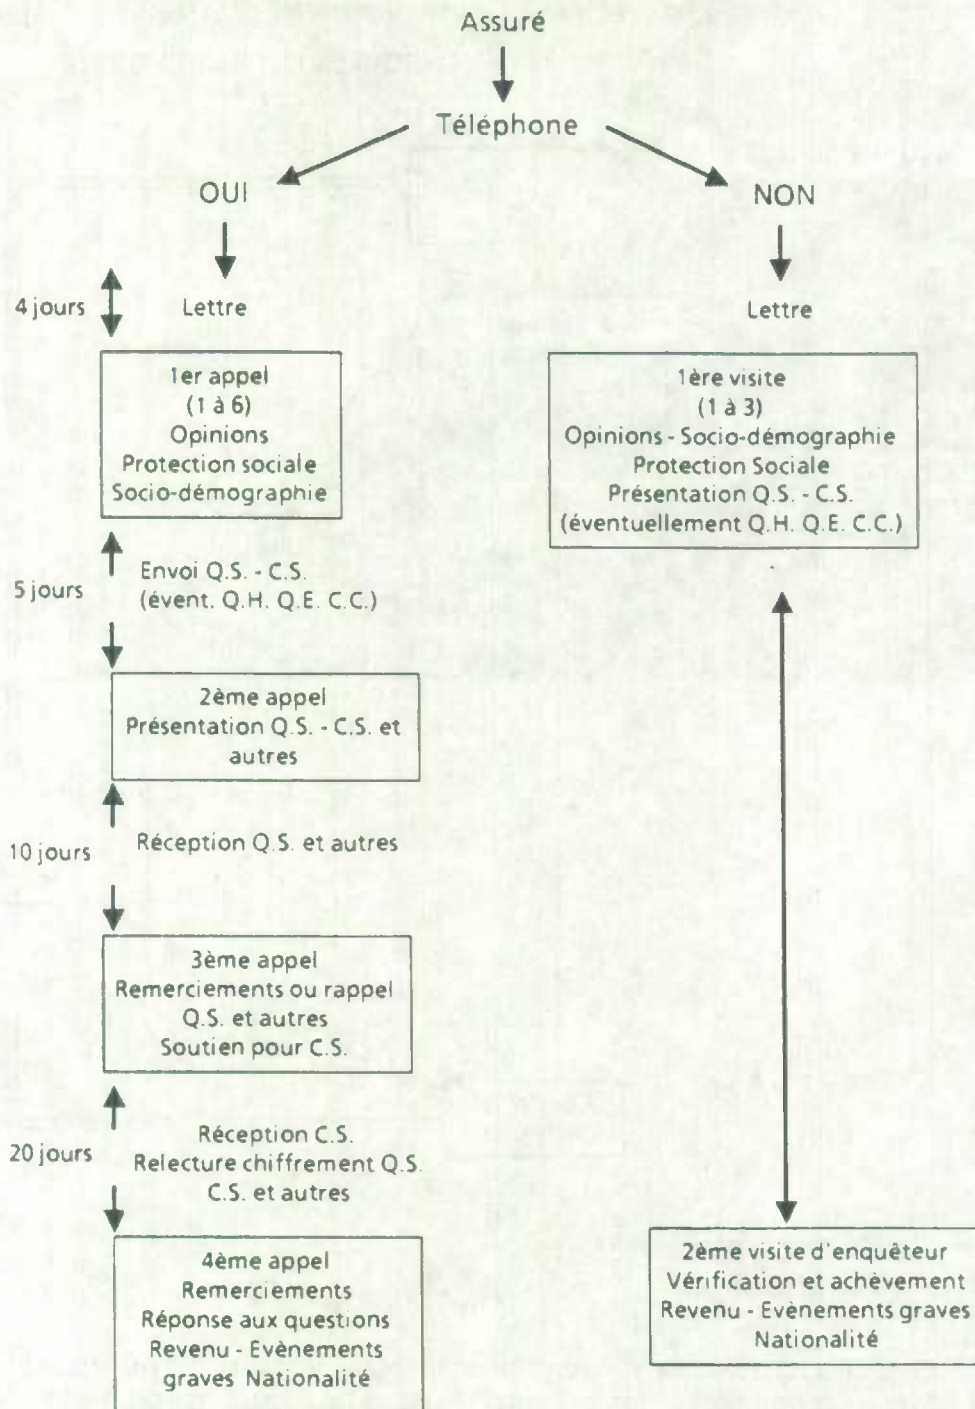 Assuré
Téléphone
OUI
NON
4 jours
Lettre
Lettre
1er appel
(1 à 6)
Opinions
Protection sociale
Socio-démographie
1ère visite
(1 à 3)
Opinions - Socio-démographie
Protection Sociale
Présentation Q.S. - C.S.
(éventuellement Q.H. Q.E. C.C.)
5 jours
Envoi Q.S. - C.S.
(évent. Q.H. Q.E. C.C.)
2ème appel
Présentation Q.S. - C.S. et
autres
10 jours
Réception Q.S. et autres
3ème appel
Remerciements ou rappel
Q.S. et autres
Soutien pour C.S.
20 jours
Réception C.S.
Relecture chiffrement Q.S.
C.S. et autres
4ème appel
Remerciements
Réponse aux questions
Revenu - Evènements
graves Nationalité
2ème visite d'enquêteur
Vérification et achèvement
Revenu - Evènements graves
Nationalité